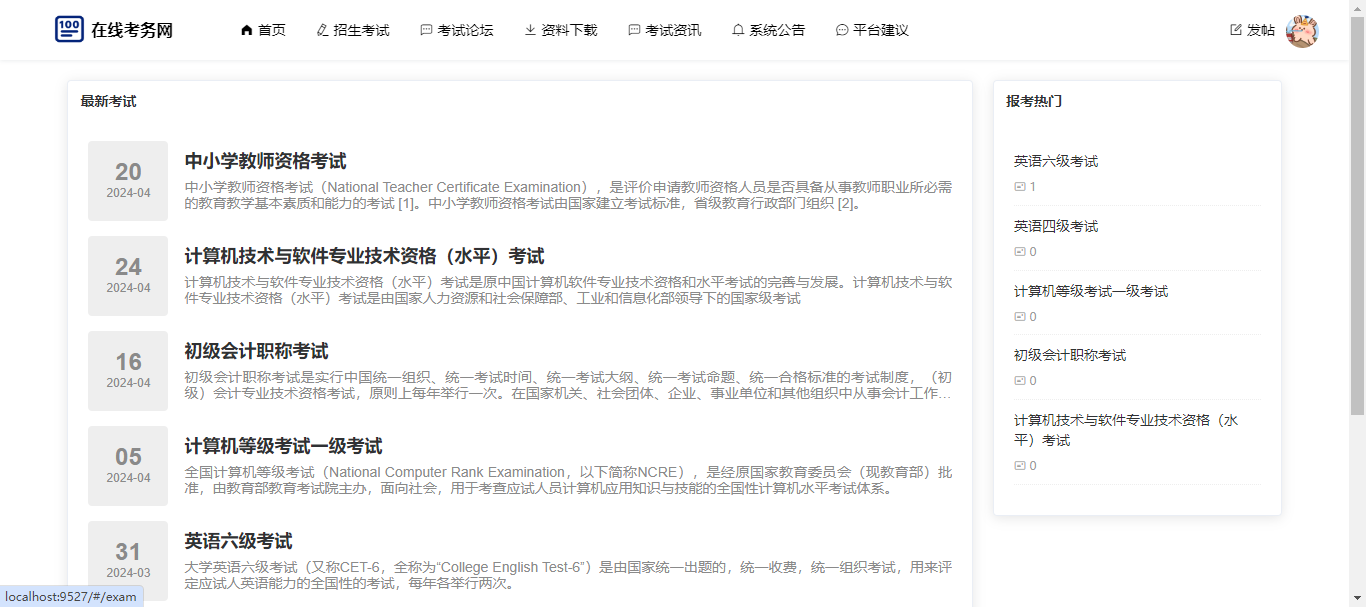 100
在线考务网
首页
招生考试
考试论坛
资料下载
考试资讯
系统公告
平台建议
发帖
最新考试
20
2024-04
中小学教师资格考试
中小学教师资格考试（National Teacher Certificate Examination），是评价申请教师资格人员是否具备从事教师职业所必需
的教育教学基本素质和能力的考试 [1]。中小学教师资格考试由国家建立考试标准，省级教育行政部门组织 [2]。
24
2024-04
计算机技术与软件专业技术资格（水平）考试
计算机技术与软件专业技术资格（水平）考试是原中国计算机软件专业技术资格和水平考试的完善与发展。计算机技术与软
件专业技术资格（水平）考试是由国家人力资源和社会保障部、工业和信息化部领导下的国家级考试
16
2024-04
初级会计职称考试
初级会计职称考试是实行中国统一组织、统一考试时间、统一考试大纲、统一考试命题、统一合格标准的考试制度，（初
级）会计专业技术资格考试，原则上每年举行一次。在国家机关、社会团体、企业、事业单位和其他组织中从事会计工作…
05
2024-04
计算机等级考试一级考试
全国计算机等级考试（National Computer Rank Examination，以下简称NCRE），是经原国家教育委员会（现教育部）批
准，由教育部教育考试院主办，面向社会，用于考查应试人员计算机应用知识与技能的全国性计算机水平考试体系。
31
2024-03
英语六级考试
大学英语六级考试（又称CET-6，全称为“College English Test-6”）是由国家统一出题的，统一收费，统一组织考试，用来评
定应试人英语能力的全国性的考试，每年各举行两次。
报考热门
英语六级考试
1
英语四级考试
0
计算机等级考试一级考试
0
初级会计职称考试
0
计算机技术与软件专业技术资格（水
平）考试
0
localhost:9527/#/exam